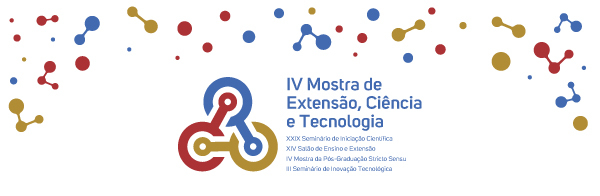 IV Mostra de
Extensão, Ciência
e Tecnologia
XXIX Seminário de Iniciação Científica
XIV Salão de Ensino e Extensão
IV Mostra da Pós-Graduação Stricto Sensu
III Seminário de Inovação Tecnológica